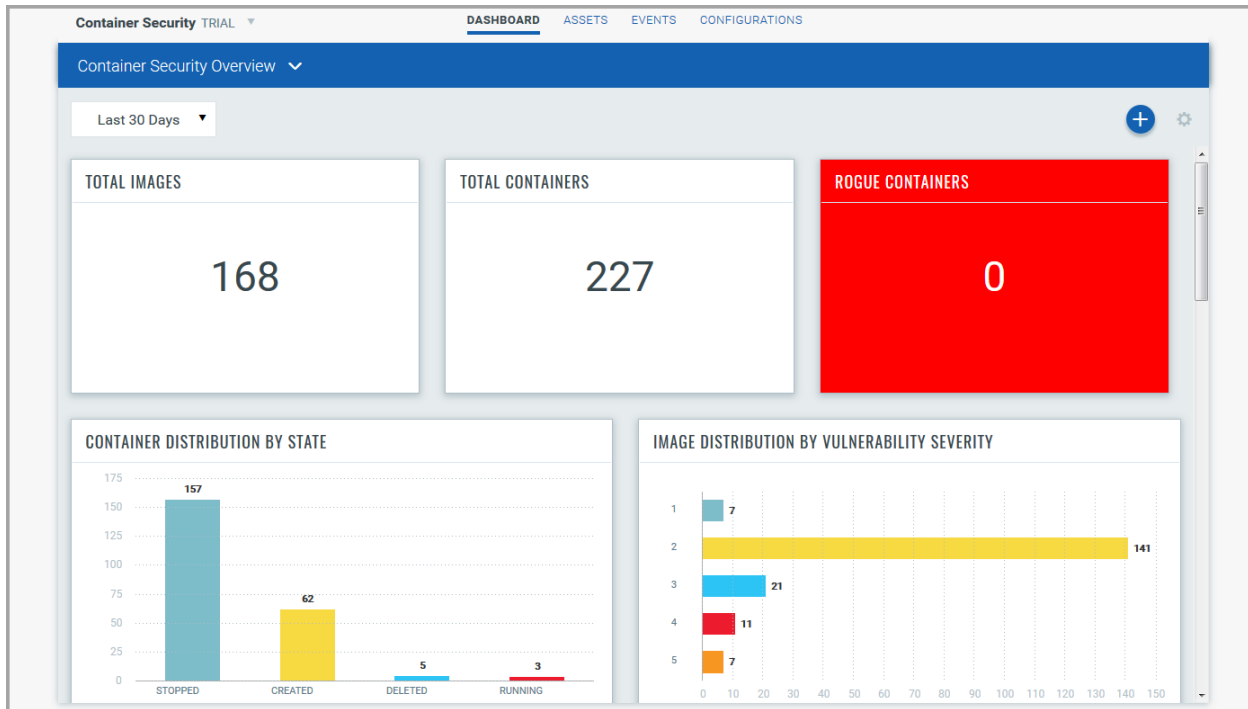 Container Security TRIAL
DASHBOARD ASSETS EVENTS CONFIGURATIONS
Container Security Overview
Last 30 Days
TOTAL IMAGES
168
TOTAL CONTAINERS
227
ROGUE CONTAINERS
0
CONTAINER DISTRIBUTION BY STATE
175
150
125
100
75
50
25
0
157
62
5
3
STOPPED CREATED DELETED RUNNING
IMAGE DISTRIBUTION BY VULNERABILITY SEVERITY
1 7
2 141
3 21
4 11
5 7
0 10 20 30 40 50 60 70 80 90 100 110 120 130 140 150